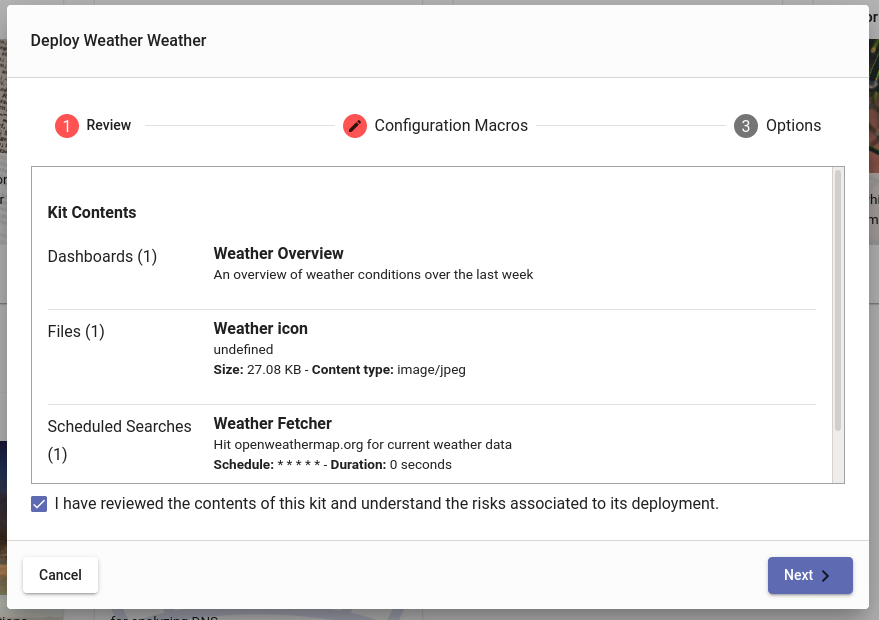 Deploy Weather Weather
1 Review
Configuration Macros
3 Options
Kit Contents
Dashboards (1)
Weather Overview
An overview of weather conditions over the last week
Files (1)
Weather icon
undefined
Size: 27.08 KB - Content type: image/jpeg
Scheduled Searches
(1)
Weather Fetcher
Hit openweathermap.org for current weather data
Schedule: * * * * * - Duration: 0 seconds
I have reviewed the contents of this kit and understand the risks associated to its deployment.
Cancel
Next
for analyzing DNS